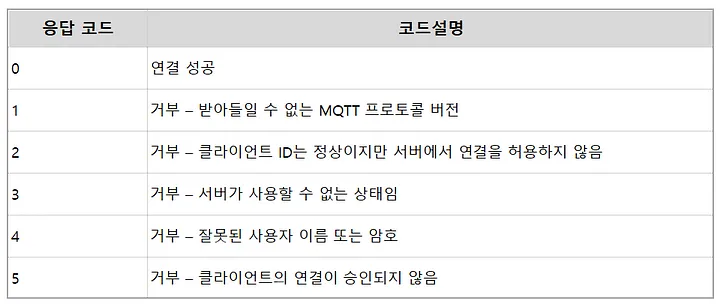 응답 코드 코드설명
0 연결 성공
1 거부 – 받아들일 수 없는 MQTT 프로토콜 버전
2 거부 – 클라이언트 ID는 정상이지만 서버에서 연결을 허용하지 않음
3 거부 – 서버가 사용할 수 없는 상태임
4 거부 – 잘못된 사용자 이름 또는 암호
5 거부 – 클라이언트의 연결이 승인되지 않음